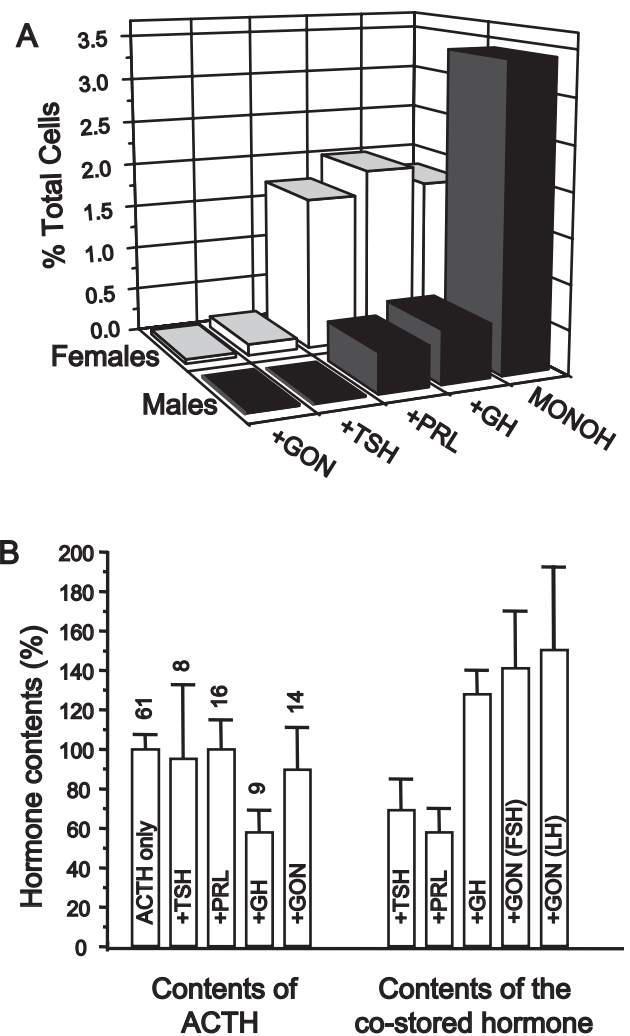 A
3.5
3.0
2.5
2.0
1.5
1.0
0.5
0.0
% Total Cells
Females
Males
+GON
+TSH
+PRL
+GH
MONOH
B
200
180
160
140
120
100
80
60
40
20
0
Hormone contents (%)
61
8
16
9
14
ACTH only
+TSH
+PRL
+GH
+GON
+TSH
+PRL
+GH
+GON (FSH)
+GON (LH)
Contents of
ACTH
Contents of the
co-stored hormone